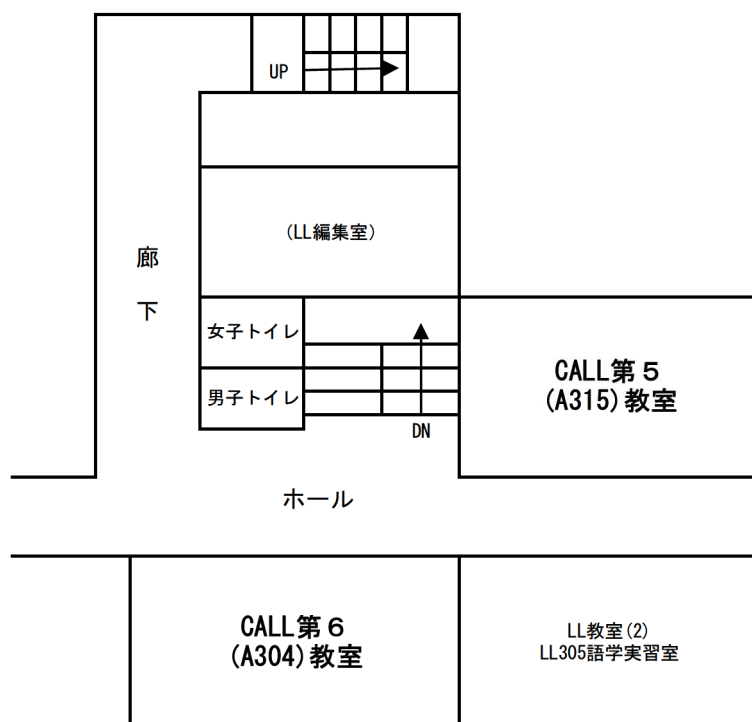 UP
(LL編集室)
廊
下
女子トイレ
男子トイレ
DN
CALL第５
(A315)教室
ホール
CALL第６
(A304)教室
LL教室(2)
LL305語学実習室